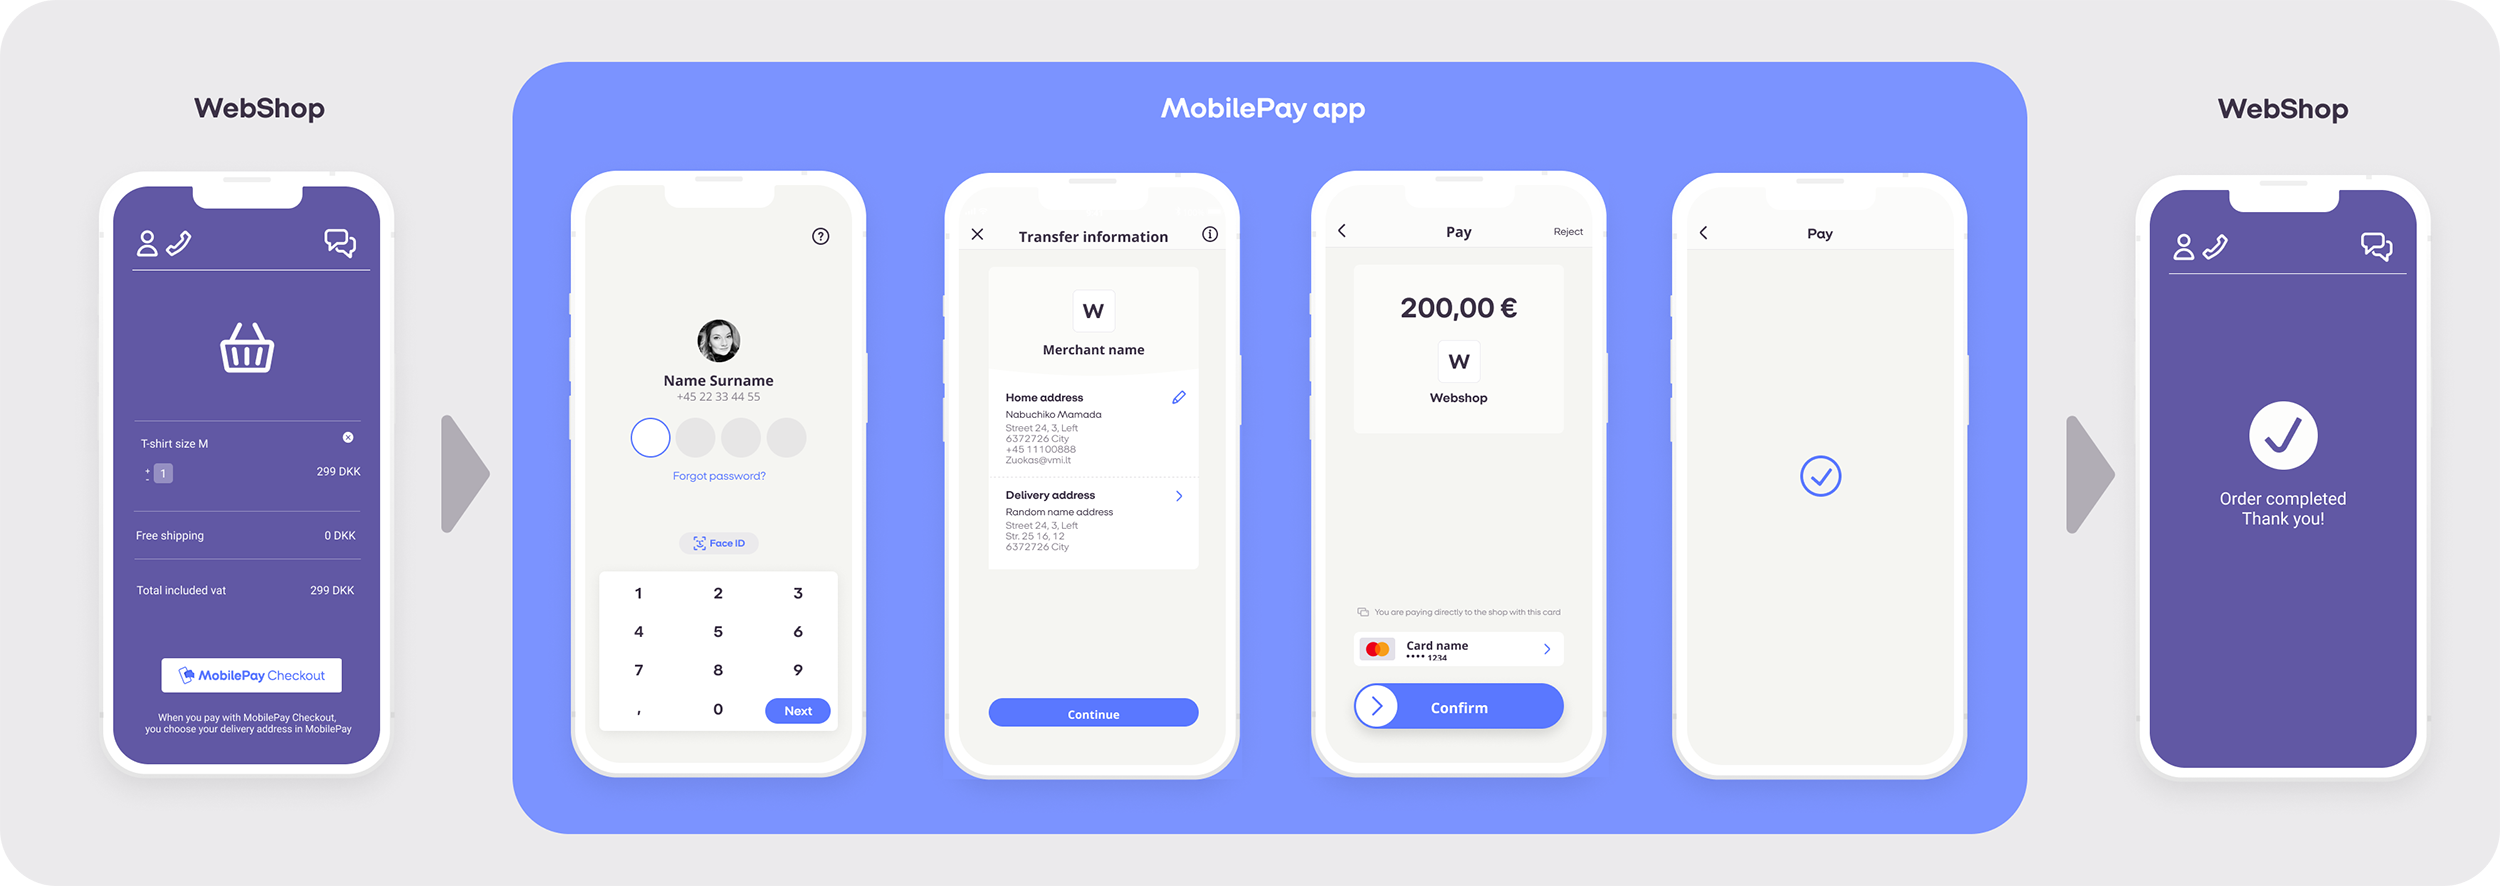 WebShop
T-shirt size M
+
1
-
299 DKK
Free shipping 0 DKK
Total included vat 299 DKK
MobilePay Checkout
When you pay with MobilePay Checkout,
you choose your delivery address in MobilePay
MobilePay app
Name Surname
+45 22 33 44 55
Forgot password?
Face ID
1 2 3
4 5 6
7 8 9
, 0 Next
Transfer information
W
Merchant name
Home address
Nabuchiko Mamada
Street 24, 3, Left
6372726 City
+45 11100888
Zuokas@vmi.lt
Delivery address
Random name address
Street 24, 3, Left
Str. 25 16, 12
6372726 City
Continue
Pay Reject
200,00 €
W
Webshop
You are paying directly to the shop with this card
Card name
•••• 1234
Confirm
Pay
WebShop
Order completed
Thank you!